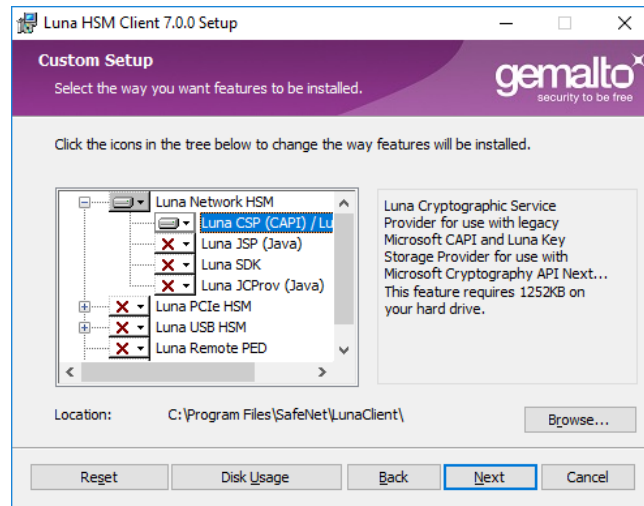 Luna HSM Client 7.0.0 Setup
Custom Setup
Select the way you want features to be installed.
gemalto
security to be free
Click the icons in the tree below to change the way features will be installed.
Luna Network HSM
Luna CSP (CAPI) / Lu
Luna JSP (Java)
Luna SDK
Luna JCProv (Java)
Luna PCIe HSM
Luna USB HSM
Luna Remote PED
Luna Cryptographic Service
Provider for use with legacy
Microsoft CAPI and Luna Key
Storage Provider for use with
Microsoft Cryptography API Next...
This feature requires 1252KB on
your hard drive.
Location: C:\Program Files\SafeNet\LunaClient\
Browse...
Reset Disk Usage Back Next Cancel